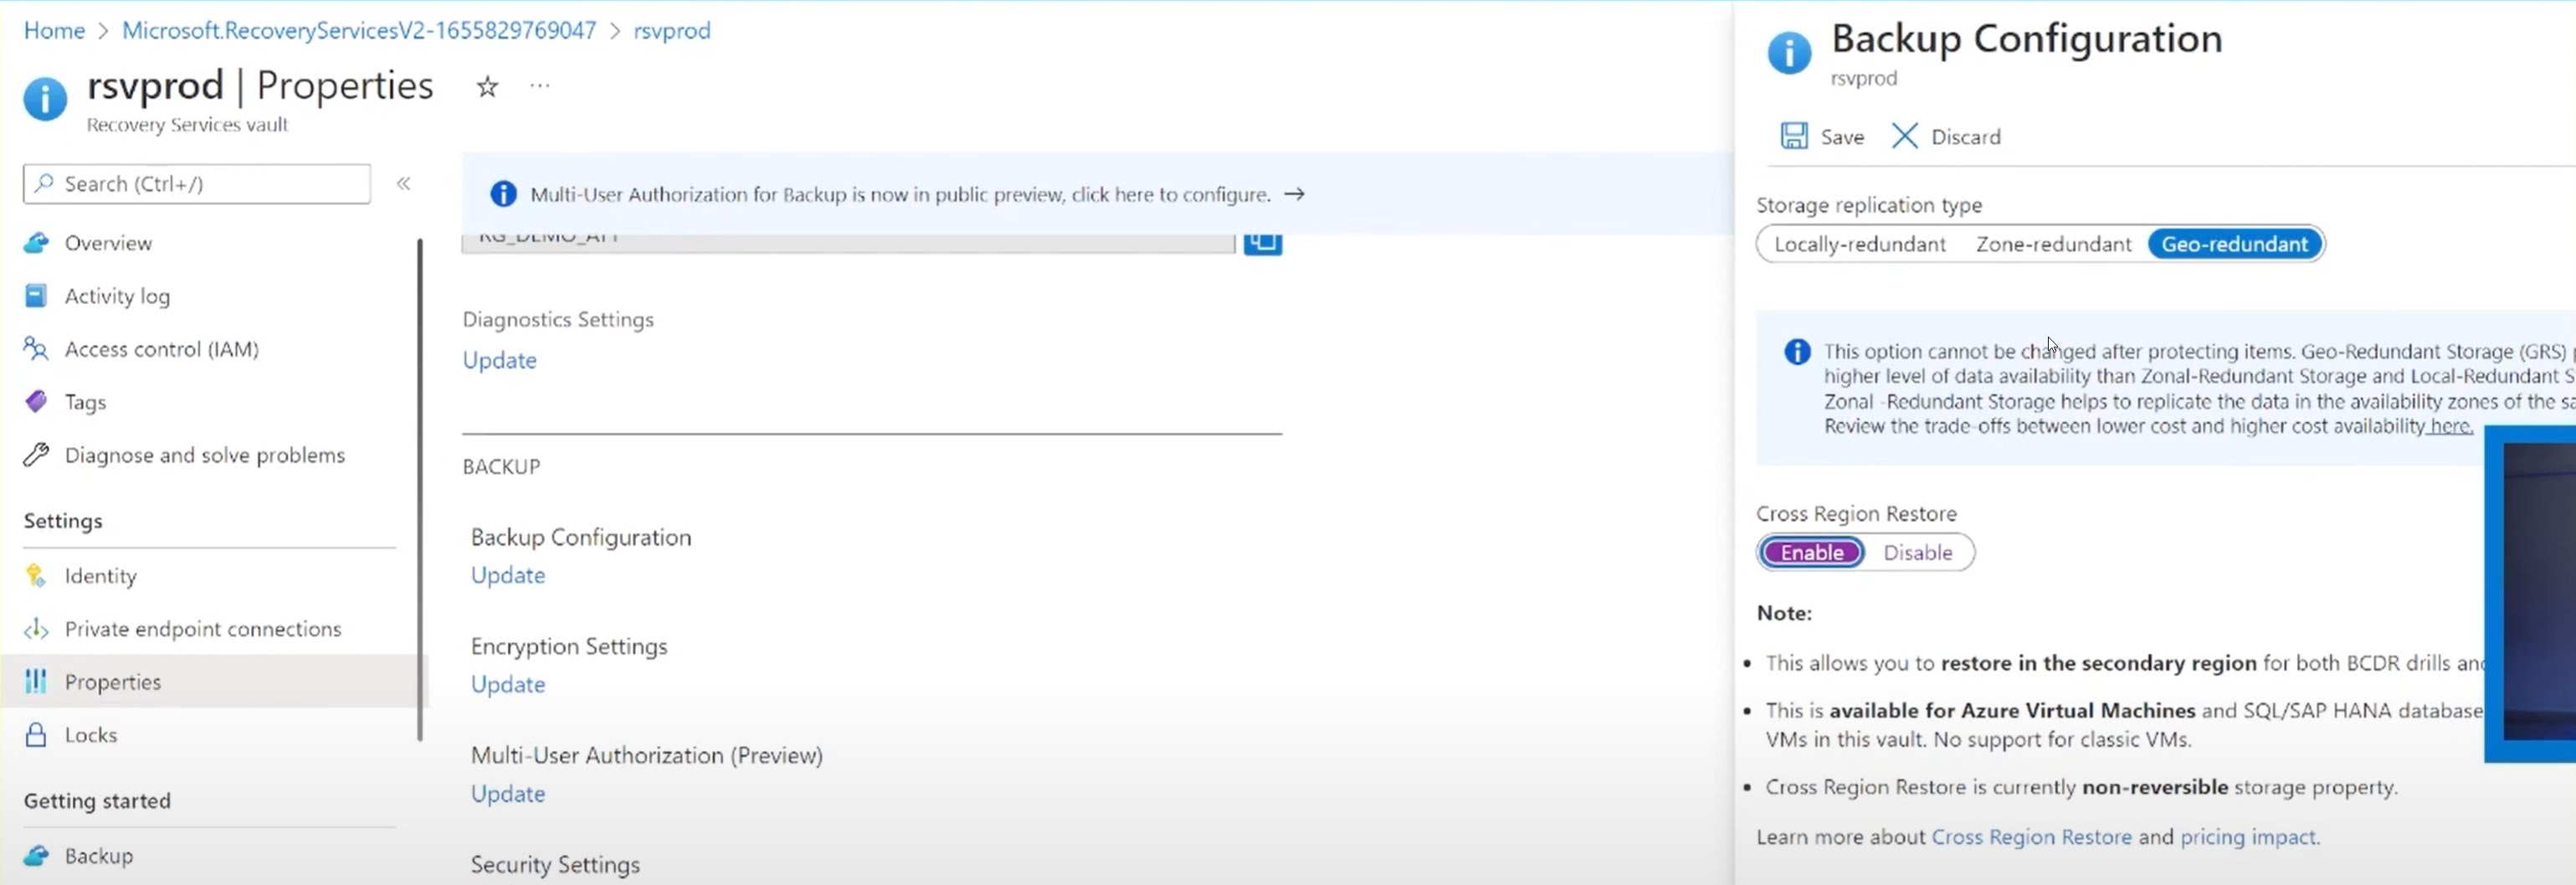 Home > Microsoft.RecoveryServicesV2-1655829769047 > rsvprod
rsvprod | Properties
Recovery Services vault
Search (Ctrl+/)
Overview
Activity log
Access control (IAM)
Tags
Diagnose and solve problems
Settings
Identity
Private endpoint connections
Properties
Locks
Getting started
Backup
Multi-User Authorization for Backup is now in public preview, click here to configure. →
Diagnostics Settings
Update
BACKUP
Backup Configuration
Update
Encryption Settings
Update
Multi-User Authorization (Preview)
Update
Security Settings
Backup Configuration
rsvprod
Save Discard
Storage replication type
Locally-redundant Zone-redundant Geo-redundant
This option cannot be changed after protecting items. Geo-Redundant Storage (GRS)
higher level of data availability than Zonal-Redundant Storage and Local-Redundant
Zonal -Redundant Storage helps to replicate the data in the availability zones of the
Review the trade-offs between lower cost and higher cost availability here.
Cross Region Restore
Enable Disable
Note:
• This allows you to restore in the secondary region for both BCDR drills
• This is available for Azure Virtual Machines and SQL/SAP HANA database
VMs in this vault. No support for classic VMs.
• Cross Region Restore is currently non-reversible storage property.
Learn more about Cross Region Restore and pricing impact.